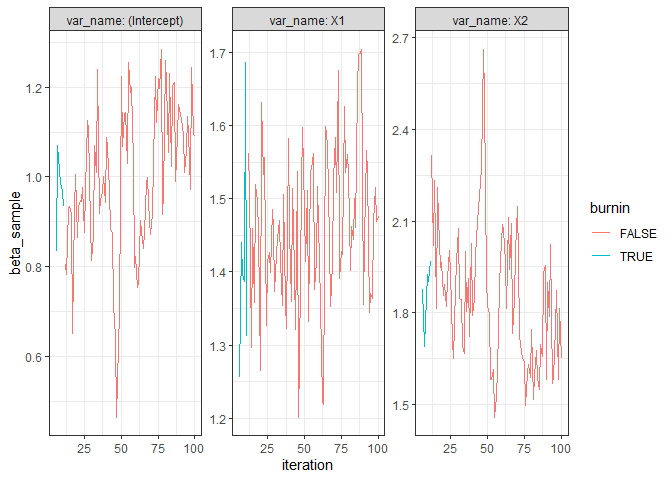 var_name: (Intercept)
var_name: X1
var_name: X2
beta_sample
1.2
1.0
0.8
0.6
1.7
1.6
1.5
1.4
1.3
1.2
2.7
2.4
2.1
1.8
1.5
25 50 75 100
25 50 75 100
25 50 75 100
iteration
burnin
FALSE
TRUE